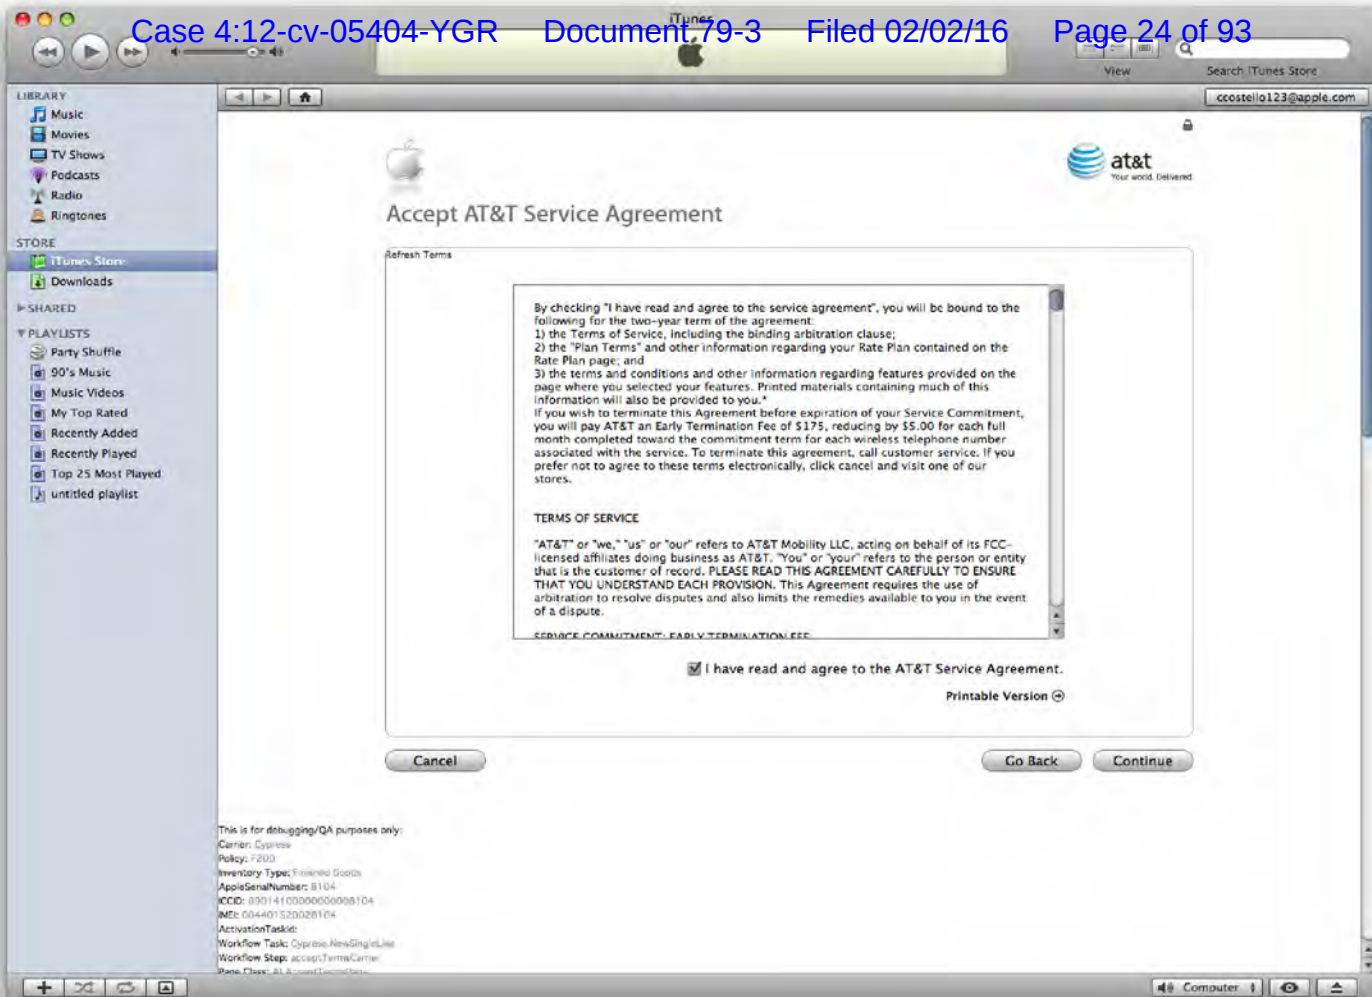 iTunes
Case 4:12-cv-05404-YGR Document 79-3 Filed 02/02/16 Page 24 of 93
View
Search iTunes Store
ccostello123@apple.com
LIBRARY
Music
Movies
TV Shows
Podcasts
Radio
Ringtones
STORE
iTunes Store
Downloads
SHARED
PLAYLISTS
Party Shuffle
90's Music
Music Videos
My Top Rated
Recently Added
Recently Played
Top 25 Most Played
untitled playlist
at&t
Your world. Delivered
Accept AT&T Service Agreement
Refresh Terms
By checking "I have read and agree to the service agreement", you will be bound to the
following for the two-year term of the agreement:
1) the Terms of Service, including the binding arbitration clause;
2) the "Plan Terms" and other information regarding your Rate Plan contained on the
Rate Plan page; and
3) the terms and conditions and other information regarding features provided on the
page where you selected your features. Printed materials containing much of this
information will also be provided to you.*
If you wish to terminate this Agreement before expiration of your Service Commitment,
you will pay AT&T an Early Termination Fee of $175, reducing by $5.00 for each full
month completed toward the commitment term for each wireless telephone number
associated with the service. To terminate this agreement, call customer service. If you
prefer not to agree to these terms electronically, click cancel and visit one of our
stores.
TERMS OF SERVICE
"AT&T" or "we," "us" or "our" refers to AT&T Mobility LLC, acting on behalf of its FCC-
licensed affiliates doing business as AT&T. "You" or "your" refers to the person or entity
that is the customer of record. PLEASE READ THIS AGREEMENT CAREFULLY TO ENSURE
THAT YOU UNDERSTAND EACH PROVISION. This Agreement requires the use of
arbitration to resolve disputes and also limits the remedies available to you in the event
of a dispute.
SERVICE COMMITMENT; EARLY TERMINATION FEE
I have read and agree to the AT&T Service Agreement.
Printable Version
Cancel
Go Back
Continue
This is for debugging/QA purposes only:
Carrier: Cypress
Policy: F200
Inventory Type: Finished Goods
AppleSerialNumber: 8104
ICCID:
IMEI: 004401520028104
ActivationTaskId:
Workflow Task: Cypress.NewSingleLine
Workflow Step: acceptTermsCarrier
Page Class:
Computer